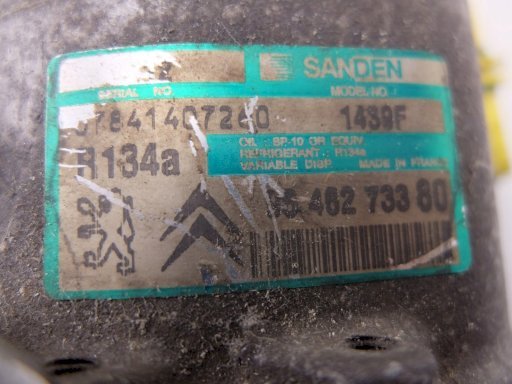 SANDEN
SERIAL NO. MODEL NO.
1439F
OIL : SP-10 OR EQUIV
REFRIGERANT : R134a
VARIABLE DISP. MADE IN FRANCE
R134a
462 733 80